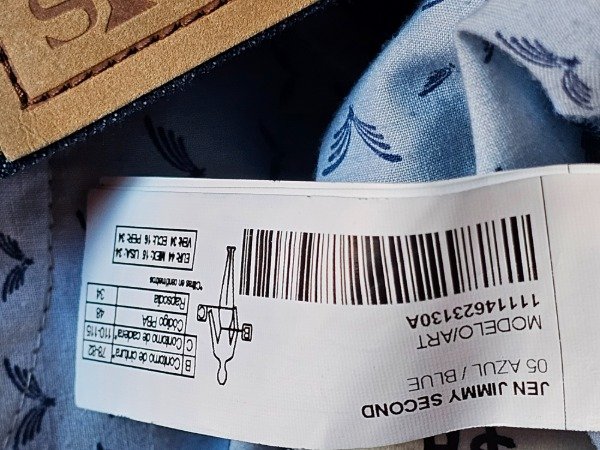 JEN JIMMY SECOND
05 AZUL / BLUE
MODELO/ART
11114623130A
B
C
B Contorno de cintura* 78-82
C Contorno de cadera* 110-115
Código PBA 48
Rapsodia 34
*Cifras en centímetros
EUR:44 MEX: 16 USA:34
VEN: 34 ECU: 16 PER: 34